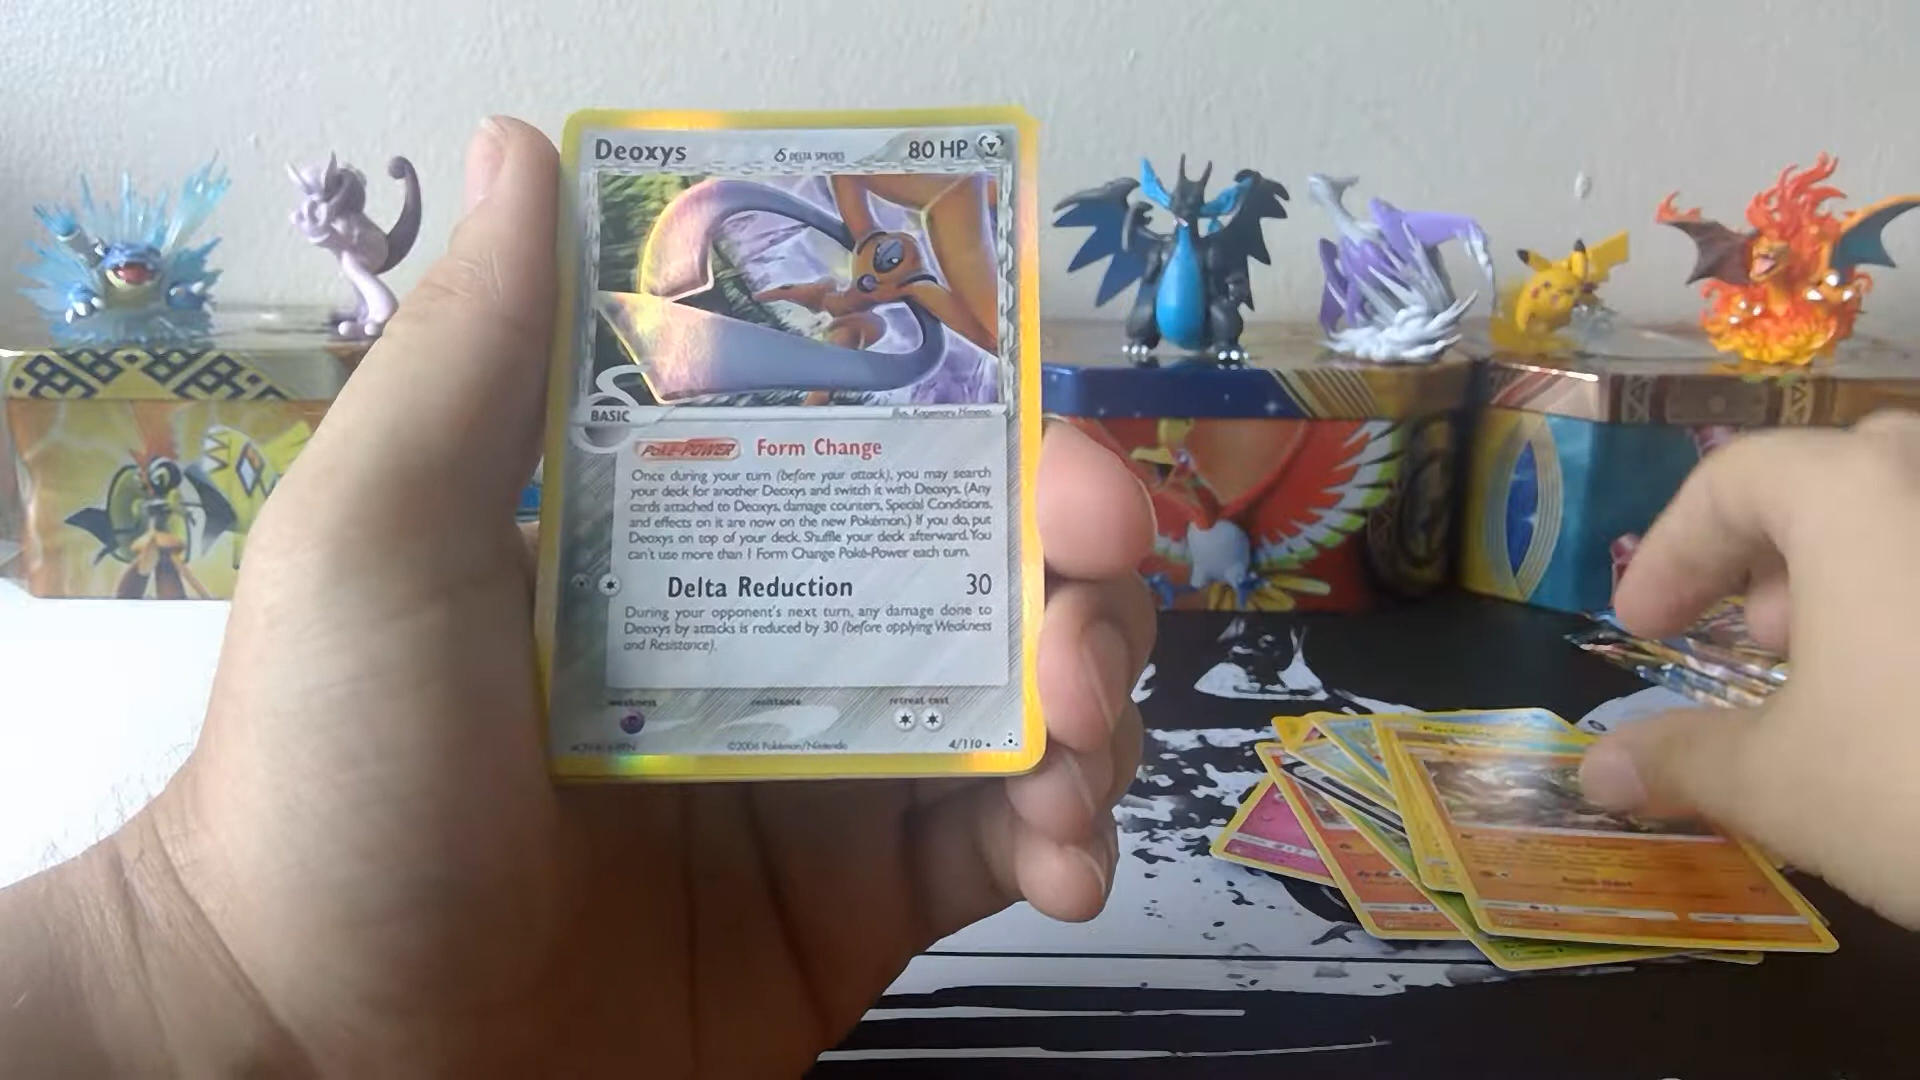 Deoxys δ DELTA SPECIES 80 HP
BASIC
Illus. Kagemaru Himeno
POKé-POWER Form Change
Once during your turn (before your attack), you may search
your deck for another Deoxys and switch it with Deoxys. (Any
cards attached to Deoxys, damage counters, Special Conditions,
and effects on it are now on the new Pokémon.) If you do, put
Deoxys on top of your deck. Shuffle your deck afterward. You
can't use more than 1 Form Change Poké-Power each turn.
Delta Reduction 30
During your opponent's next turn, any damage done to
Deoxys by attacks is reduced by 30 (before applying Weakness
and Resistance).
weakness resistance retreat cost
©2006 Pokémon/Nintendo 4/110